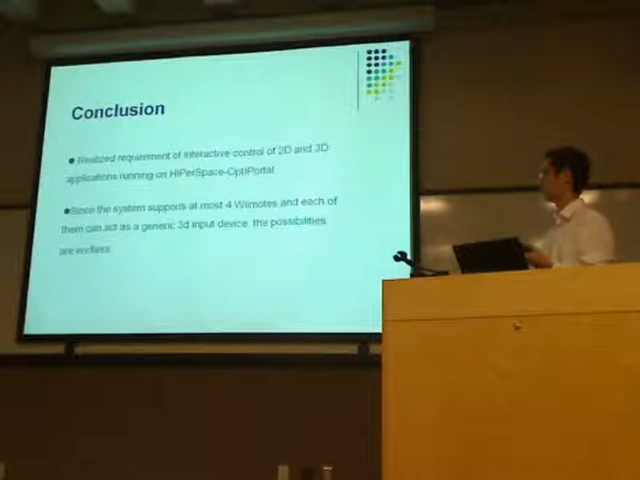 Conclusion
● Realized requirement of interactive control of 2D and 3D
applications running on HiPerSpace-OptiPortal.
●Since the system supports at most 4 Wiimotes and each of
them can act as a generic 3d input device, the possibilities
are endless.